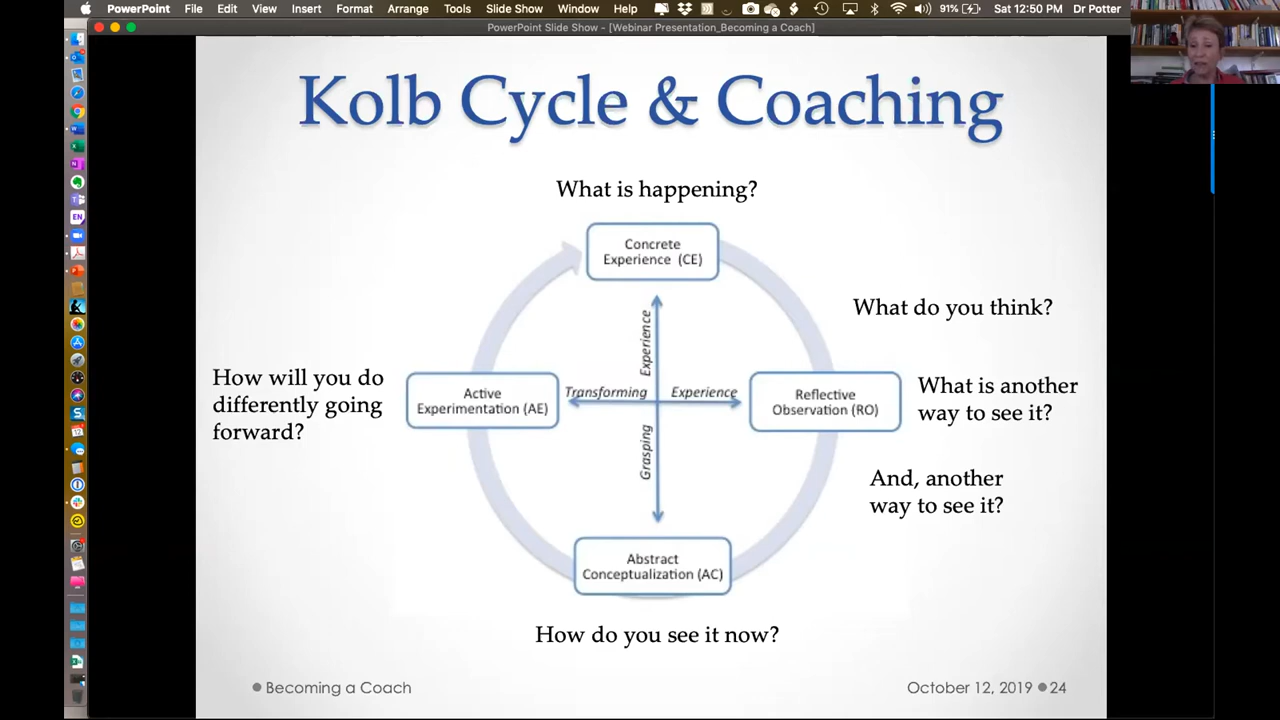 PowerPoint File Edit View Insert Format Arrange Tools Slide Show Window Help 91% Sat 12:50 PM Dr Potter
PowerPoint Slide Show - [Webinar Presentation_Becoming a Coach]
Kolb Cycle & Coaching
What is happening?
Concrete
Experience (CE)
What do you think?
Experience
How will you do
differently going
forward?
Active
Experimentation (AE)
Transforming Experience
Reflective
Observation (RO)
What is another
way to see it?
Grasping
And, another
way to see it?
Abstract
Conceptualization (AC)
How do you see it now?
Becoming a Coach
October 12, 2019 24
EN